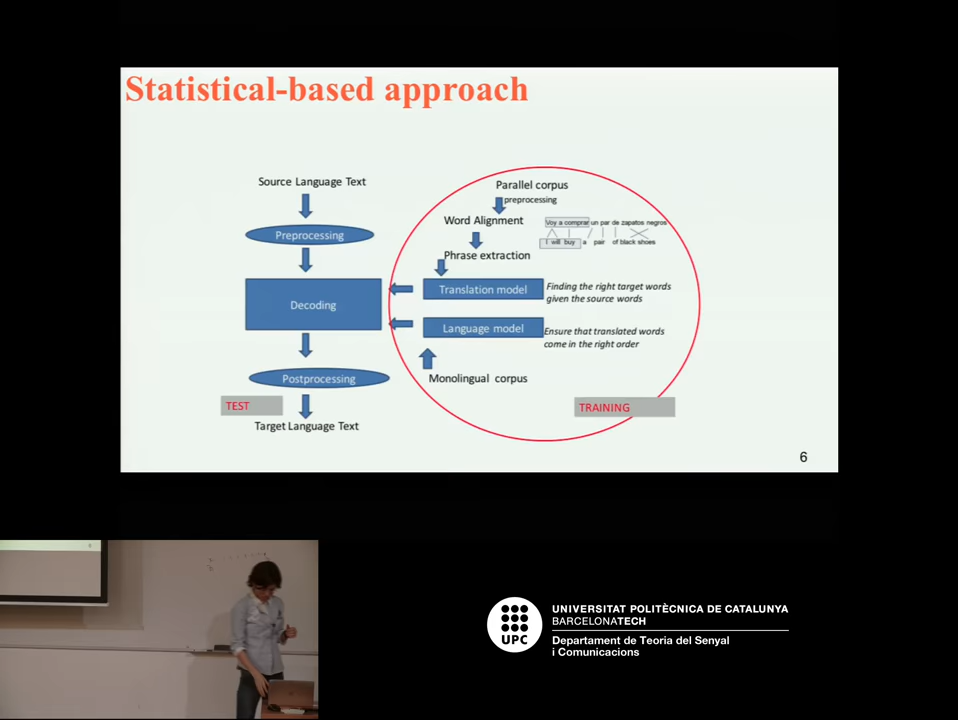 Statistical-based approach
Source Language Text
Preprocessing
Decoding
Postprocessing
TEST
Target Language Text
Parallel corpus
preprocessing
Word Alignment
Voy a comprar un par de zapatos negros
I will buy a pair of black shoes
Phrase extraction
Translation model
Finding the right target words
given the source words
Language model
Ensure that translated words
come in the right order
Monolingual corpus
TRAINING
6
UPC
UNIVERSITAT POLITÈCNICA DE CATALUNYA
BARCELONATECH
Departament de Teoria del Senyal
i Comunicacions